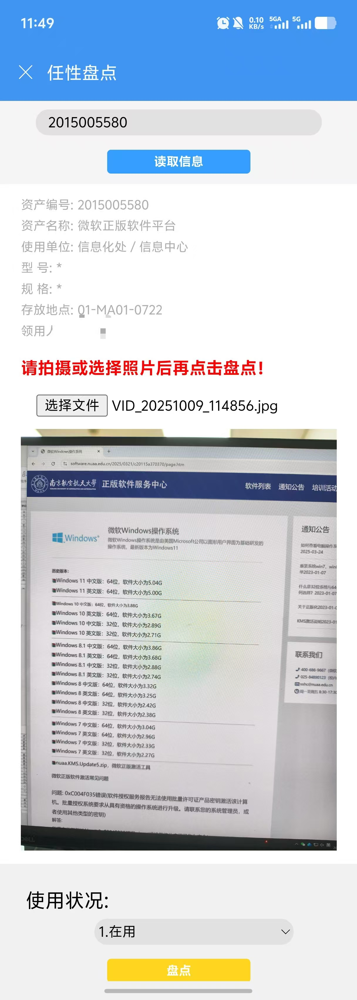 11:49
0.10
KB/s
5GA
5G
任性盘点
2015005580
读取信息
资产编号: 2015005580
资产名称: 微软正版软件平台
使用单位: 信息化处 / 信息中心
型 号: *
规 格: *
存放地点: 01-MA01-0722
领用
请拍摄或选择照片后再点击盘点!
选择文件 VID_20251009_114856.jpg
微软Windows操作系统
software.nuaa.edu.cn/2025/0321/c20115a370370/page.htm
南京航空航天大學 正版软件服务中心
软件列表 通知公告 培训活动
微软Windows操作系统
Windows
微软Windows操作系统是由美国Microsoft公司以图形用户界面为基础研发的
操作系统，最新版本为Windows11
历史版本：
Windows 11 中文版：64位，软件大小为5.04G
Windows 11 英文版：64位，软件大小为5.00G
Windows 10 中文版：64位，软件大小为3.88G
Windows 10 英文版：64位，软件大小为3.67G
Windows 10 中文版：32位，软件大小为2.89G
Windows 10 英文版：32位，软件大小为2.71G
Windows 8.1 中文版：64位，软件大小为3.86G
Windows 8.1 英文版：64位，软件大小为3.68G
Windows 8.1 中文版：32位，软件大小为2.88G
Windows 8.1 英文版：32位，软件大小为2.74G
Windows 8 中文版：64位，软件大小为3.32G
Windows 8 英文版：64位，软件大小为3.25G
Windows 8 中文版：32位，软件大小为2.42G
Windows 8 英文版：32位，软件大小为2.38G
Windows 7 中文版：64位，软件大小为3.04G
Windows 7 英文版：64位，软件大小为2.96G
Windows 7 中文版：32位，软件大小为2.33G
Windows 7 英文版：32位，软件大小为2.27G
nuaa.KMS.Update5.zip，微软正版激活工具
微软正版软件激活常见问题
问题: 0xC004F035错误(软件授权服务报告无法使用批量许可证产品密钥激活该计算
机。批量授权系统要求从具有资格的操作系统进行升级。请联系您的系统管理员，或
者使用其他类型的密钥)
解答:
通知公告
如何查看电脑操作系
2025-03-24
重装系统win7、win
2023-01-07
什么是32位系统与64
何选择？2023-01-07
关于正版化2023-01-0
KMS激活说明2023-01
联系我们
400-686-9667
025-84890123
xxhc@nuaa.edu.cn
周一至周五 8:30-17:30
DELL
英
使用状况:
1.在用
盘点